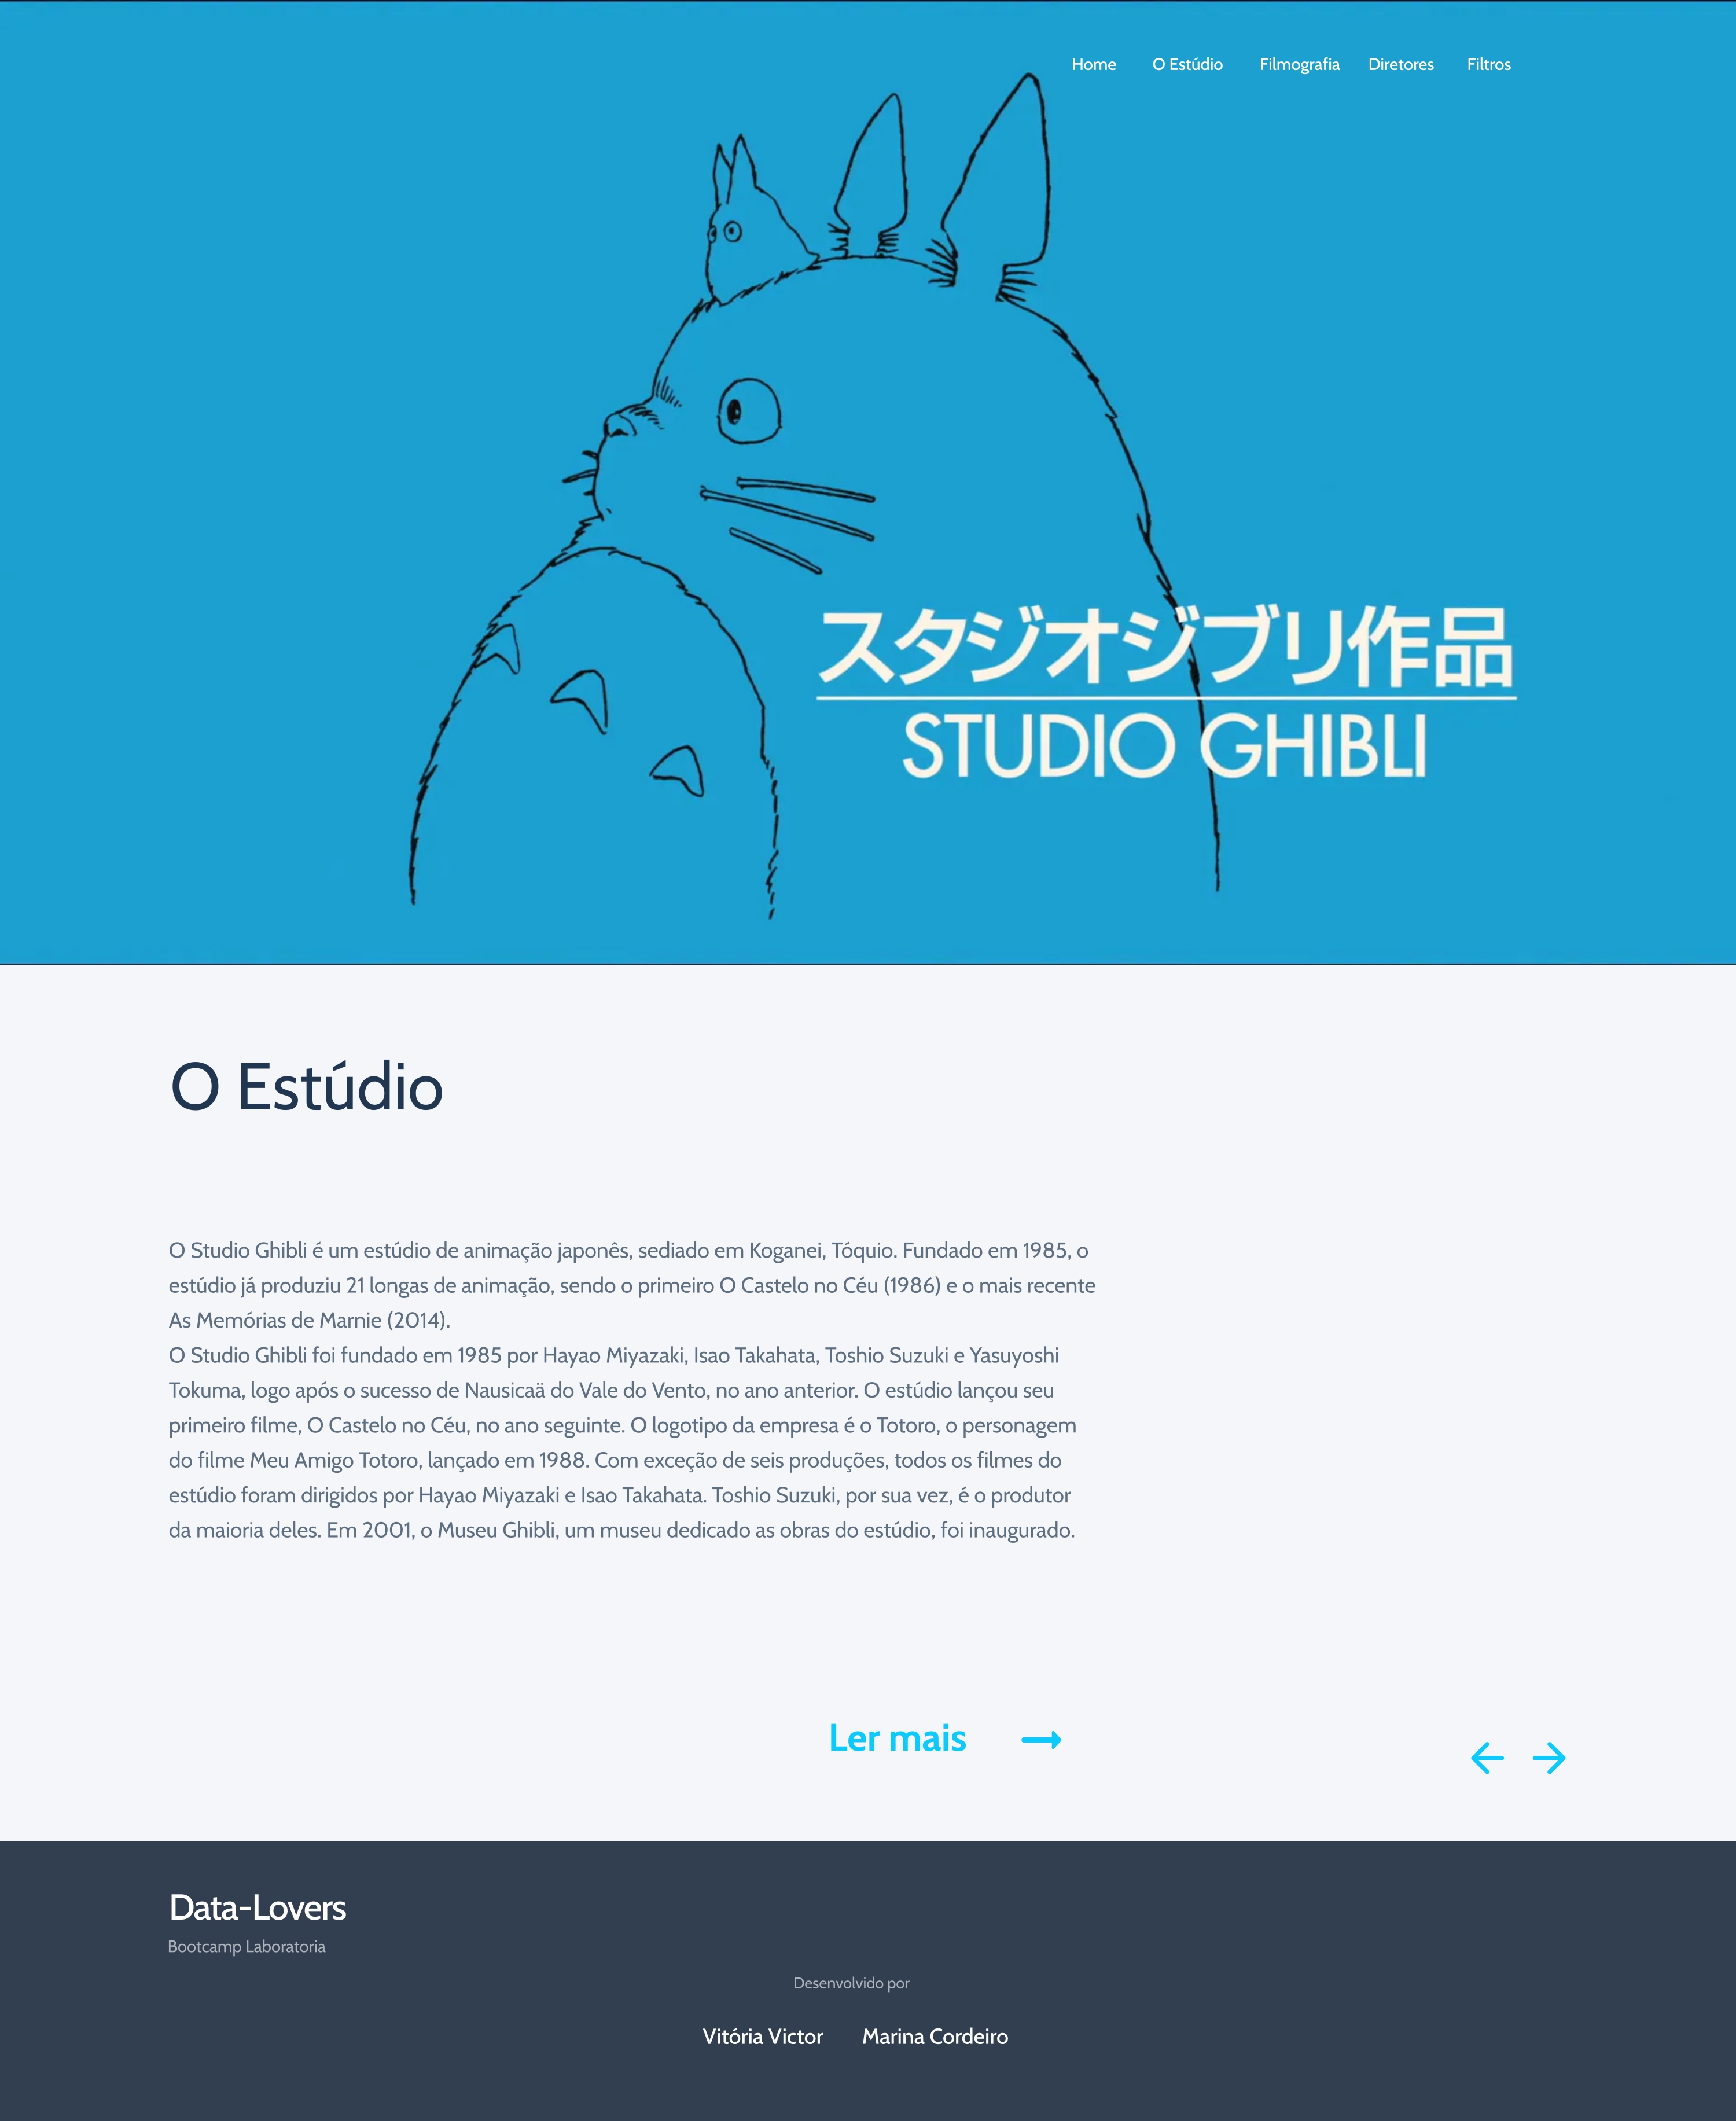 Home O Estúdio Filmografia Diretores Filtros
スタジオジブリ作品
STUDIO GHIBLI
O Estúdio
O Studio Ghibli é um estúdio de animação japonês, sediado em Koganei, Tóquio. Fundado em 1985, o
estúdio já produziu 21 longas de animação, sendo o primeiro O Castelo no Céu (1986) e o mais recente
As Memórias de Marnie (2014).
O Studio Ghibli foi fundado em 1985 por Hayao Miyazaki, Isao Takahata, Toshio Suzuki e Yasuyoshi
Tokuma, logo após o sucesso de Nausicaä do Vale do Vento, no ano anterior. O estúdio lançou seu
primeiro filme, O Castelo no Céu, no ano seguinte. O logotipo da empresa é o Totoro, o personagem
do filme Meu Amigo Totoro, lançado em 1988. Com exceção de seis produções, todos os filmes do
estúdio foram dirigidos por Hayao Miyazaki e Isao Takahata. Toshio Suzuki, por sua vez, é o produtor
da maioria deles. Em 2001, o Museu Ghibli, um museu dedicado as obras do estúdio, foi inaugurado.
Ler mais
Data-Lovers
Bootcamp Laboratoria
Desenvolvido por
Vitória Victor Marina Cordeiro